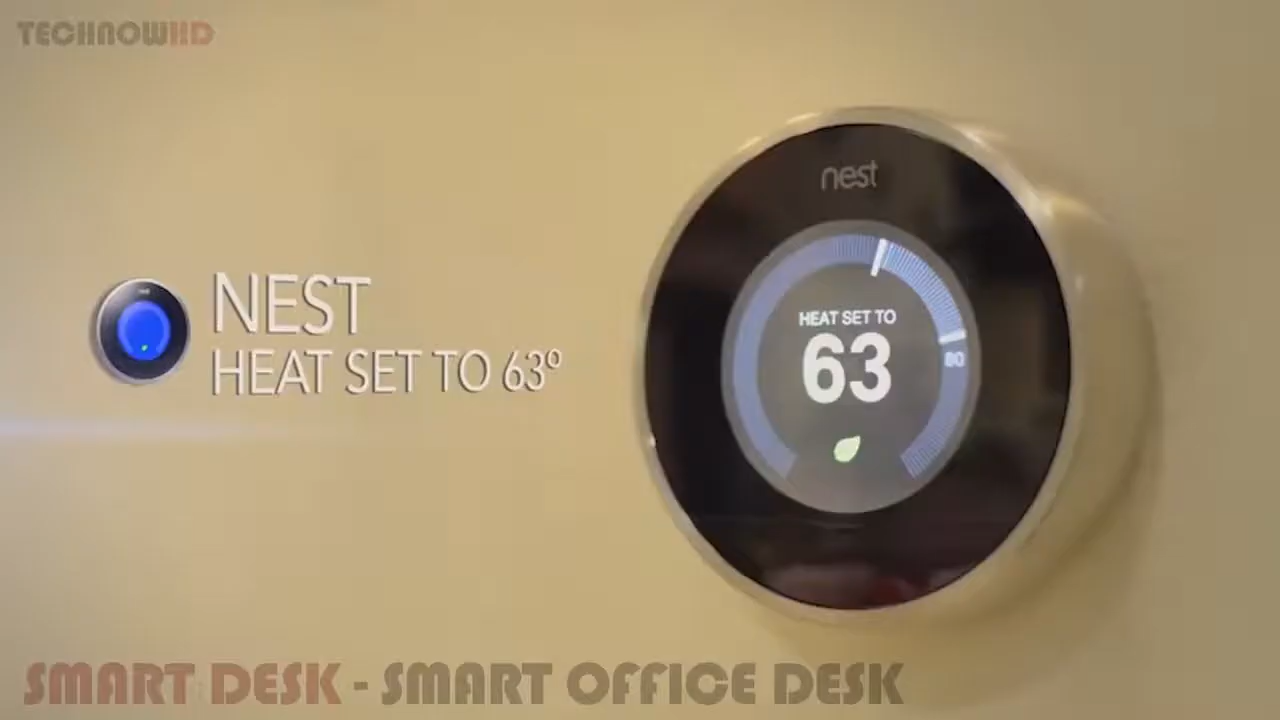 TECHNOWHD
nest
NEST
HEAT SET TO 63º
HEAT SET TO
63
80
SMART DESK - SMART OFFICE DESK